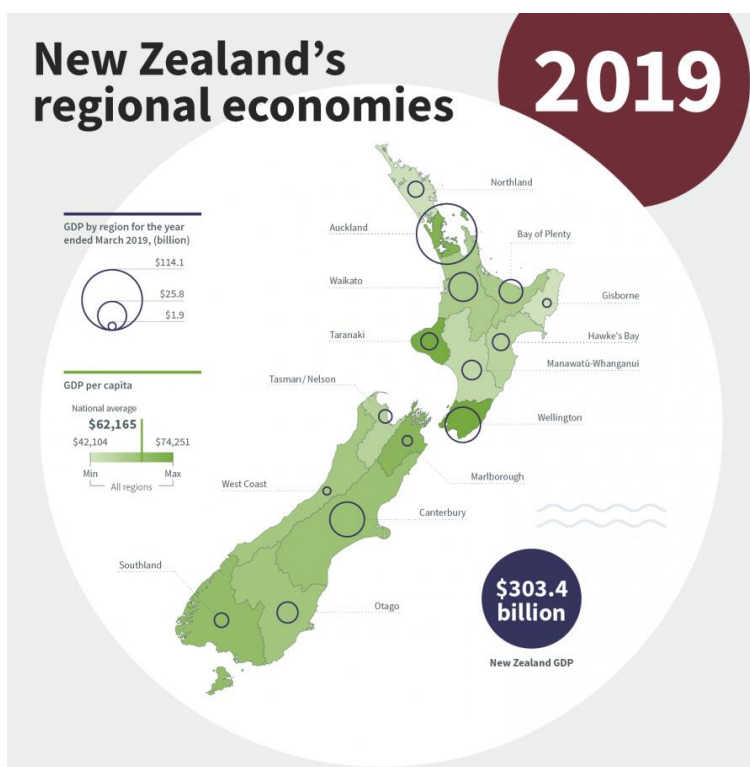 New Zealand's
regional economies
2019
GDP by region for the year
ended March 2019, (billion)
$114.1
$25.8
$1.9
GDP per capita
National average
$62,165
$42,104
$74,251
Min
Max
All regions
Northland
Auckland
Bay of Plenty
Waikato
Gisborne
Taranaki
Hawke's Bay
Manawatū-Whanganui
Tasman/ Nelson
Wellington
Marlborough
West Coast
Canterbury
Southland
Otago
$303.4
billion
New Zealand GDP